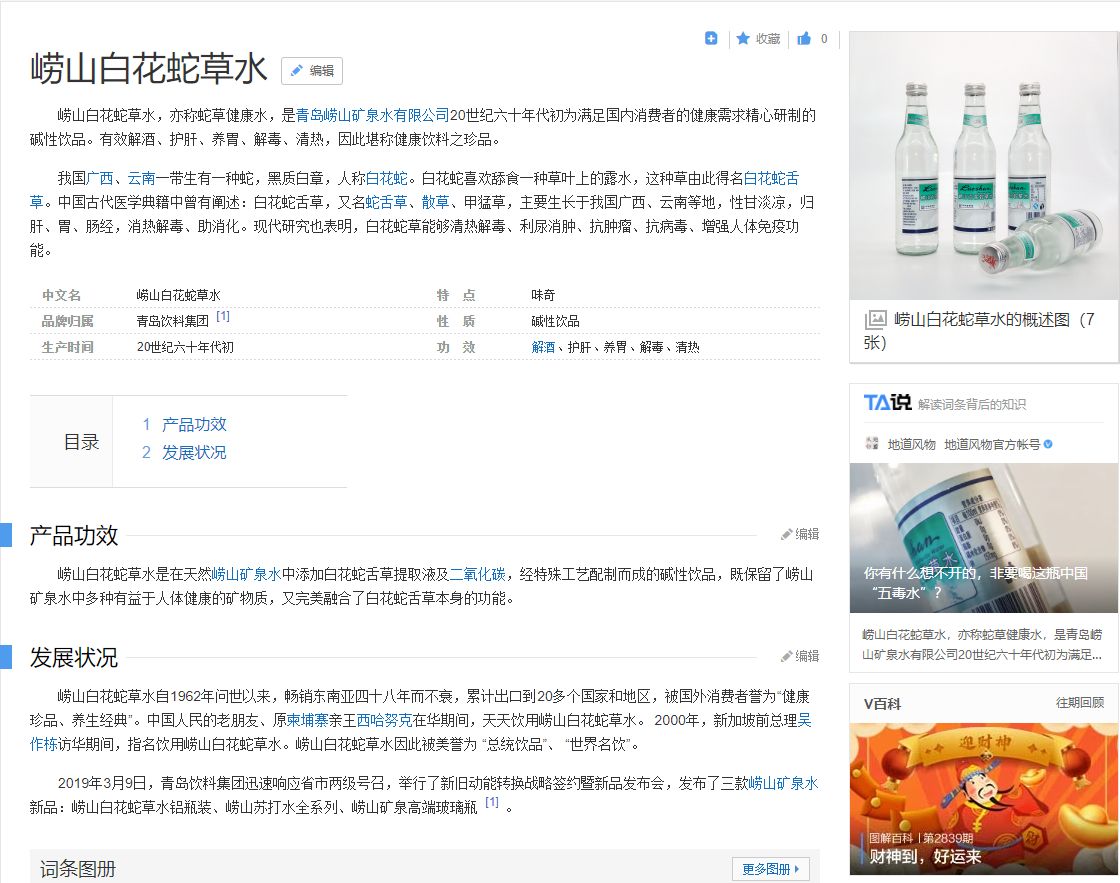 收藏 0
崂山白花蛇草水 编辑
崂山白花蛇草水，亦称蛇草健康水，是青岛崂山矿泉水有限公司20世纪六十年代初为满足国内消费者的健康需求精心研制的
碱性饮品。有效解酒、护肝、养胃、解毒、清热，因此堪称健康饮料之珍品。
我国广西、云南一带生有一种蛇，黑质白章，人称白花蛇。白花蛇喜欢舔食一种草叶上的露水，这种草由此得名白花蛇舌
草。中国古代医学典籍中曾有阐述：白花蛇舌草，又名蛇舌草、散草、甲猛草，主要生长于我国广西、云南等地，性甘淡凉，归
肝、胃、肠经，消热解毒、助消化。现代研究也表明，白花蛇草能够清热解毒、利尿消肿、抗肿瘤、抗病毒、增强人体免疫功
能。
中文名 崂山白花蛇草水 特 点 味奇
品牌归属 青岛饮料集团 [1] 性 质 碱性饮品
生产时间 20世纪六十年代初 功 效 解酒、护肝、养胃、解毒、清热
目录
1 产品功效
2 发展状况
产品功效 编辑
崂山白花蛇草水是在天然崂山矿泉水中添加白花蛇舌草提取液及二氧化碳，经特殊工艺配制而成的碱性饮品，既保留了崂山
矿泉水中多种有益于人体健康的矿物质，又完美融合了白花蛇舌草本身的功能。
发展状况 编辑
崂山白花蛇草水自1962年问世以来，畅销东南亚四十八年而不衰，累计出口到20多个国家和地区，被国外消费者誉为“健康
珍品、养生经典”。中国人民的老朋友、原柬埔寨亲王西哈努克在华期间，天天饮用崂山白花蛇草水。 2000年，新加坡前总理吴
作栋访华期间，指名饮用崂山白花蛇草水。崂山白花蛇草水因此被美誉为 “总统饮品”、 “世界名饮”。
2019年3月9日，青岛饮料集团迅速响应省市两级号召，举行了新旧动能转换战略签约暨新品发布会，发布了三款崂山矿泉水
新品：崂山白花蛇草水铝瓶装、崂山苏打水全系列、崂山矿泉高端玻璃瓶 [1] 。
词条图册 更多图册
Laoshan
崂山白花蛇草水的概述图（7
张）
TA说 解读词条背后的知识
地道风物 地道风物官方帐号
你有什么想不开的，非要喝这瓶中国
“五毒水”？
崂山白花蛇草水，亦称蛇草健康水，是青岛崂
山矿泉水有限公司20世纪六十年代初为满足...
V百科 往期回顾
迎财神
财
图解百科 | 第2839期
财神到，好运来